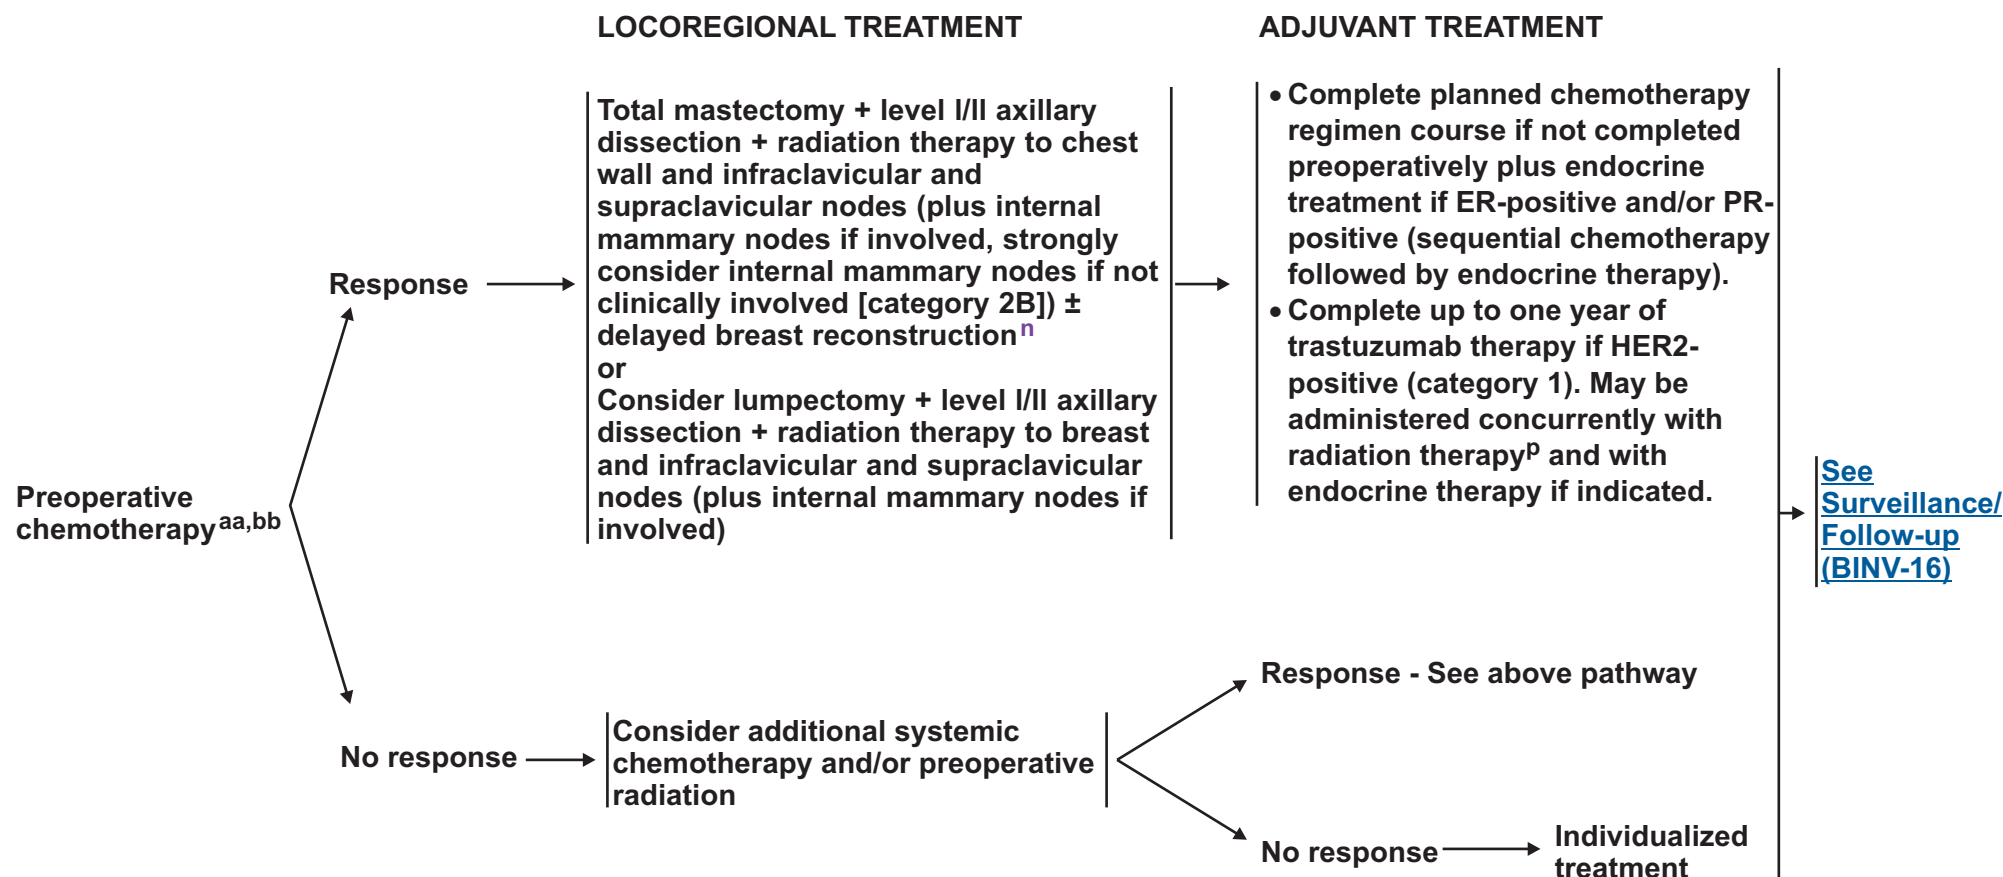 LOCOREGIONAL TREATMENT
ADJUVANT TREATMENT
Preoperative
chemotherapy aa,bb
Response
Total mastectomy + level I/II axillary
dissection + radiation therapy to chest
wall and infraclavicular and
supraclavicular nodes (plus internal
mammary nodes if involved, strongly
consider internal mammary nodes if not
clinically involved [category 2B]) ±
delayed breast reconstruction n
or
Consider lumpectomy + level I/II axillary
dissection + radiation therapy to breast
and infraclavicular and supraclavicular
nodes (plus internal mammary nodes if
involved)
• Complete planned chemotherapy
regimen course if not completed
preoperatively plus endocrine
treatment if ER-positive and/or PR-
positive (sequential chemotherapy
followed by endocrine therapy).
• Complete up to one year of
trastuzumab therapy if HER2-
positive (category 1). May be
administered concurrently with
radiation therapy p and with
endocrine therapy if indicated.
See
Surveillance/
Follow-up
(BINV-16)
No response
Consider additional systemic
chemotherapy and/or preoperative
radiation
Response - See above pathway
No response
Individualized
treatment